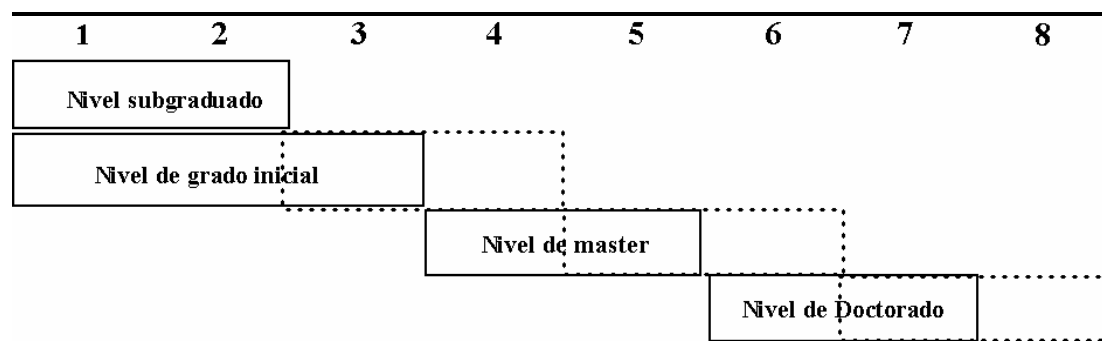 1 2 3 4 5 6 7 8
Nivel subgraduado
Nivel de grado inicial
Nivel de master
Nivel de Doctorado